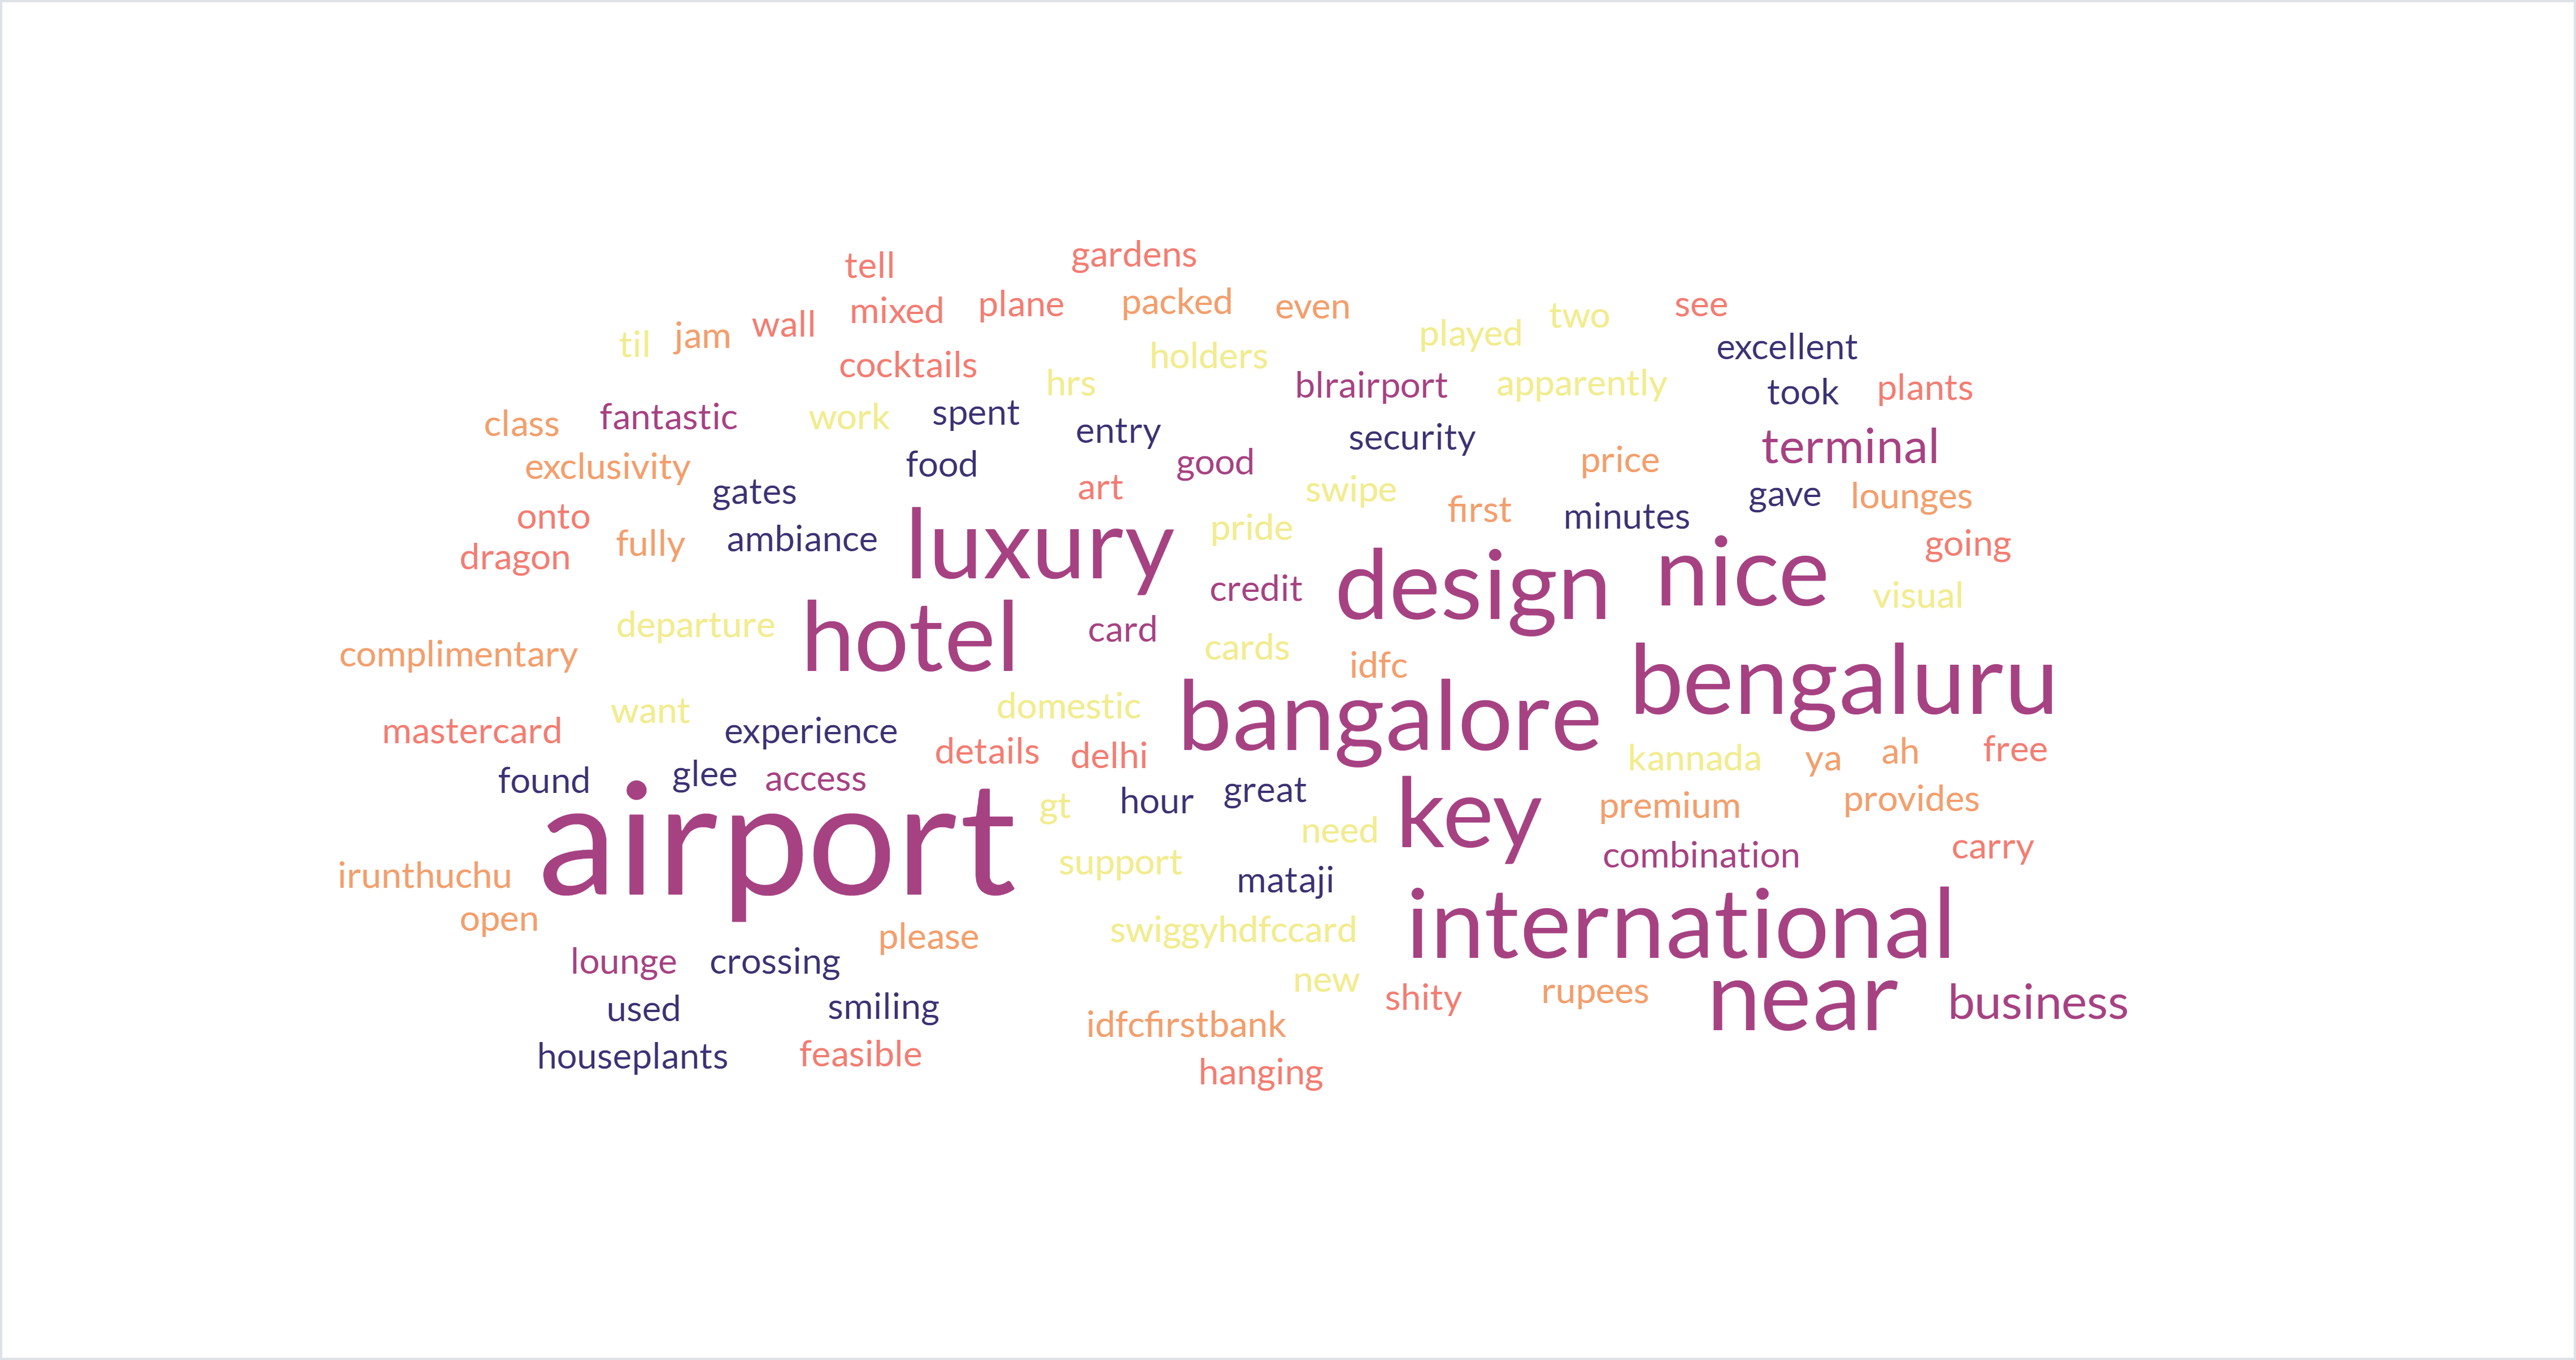 gardens
tell
mixed plane packed even two see
til jam wall played excellent
cocktails holders
hrs blrairport apparently took plants
class fantastic work spent entry security terminal
exclusivity food good price
gates art swipe first gave lounges
onto ambiance luxury pride minutes
dragon fully design nice going
credit visual
departure hotel card cards
complimentary idfc bengaluru
want domestic bangalore
mastercard experience details delhi kannada ya ah free
found glee access hour great premium provides
airport gt need key
support combination carry
irunthuchu mataji
open please swiggyhdfccard international
lounge crossing new
used smiling shity rupees near business
idfcfirstbank
houseplants feasible hanging